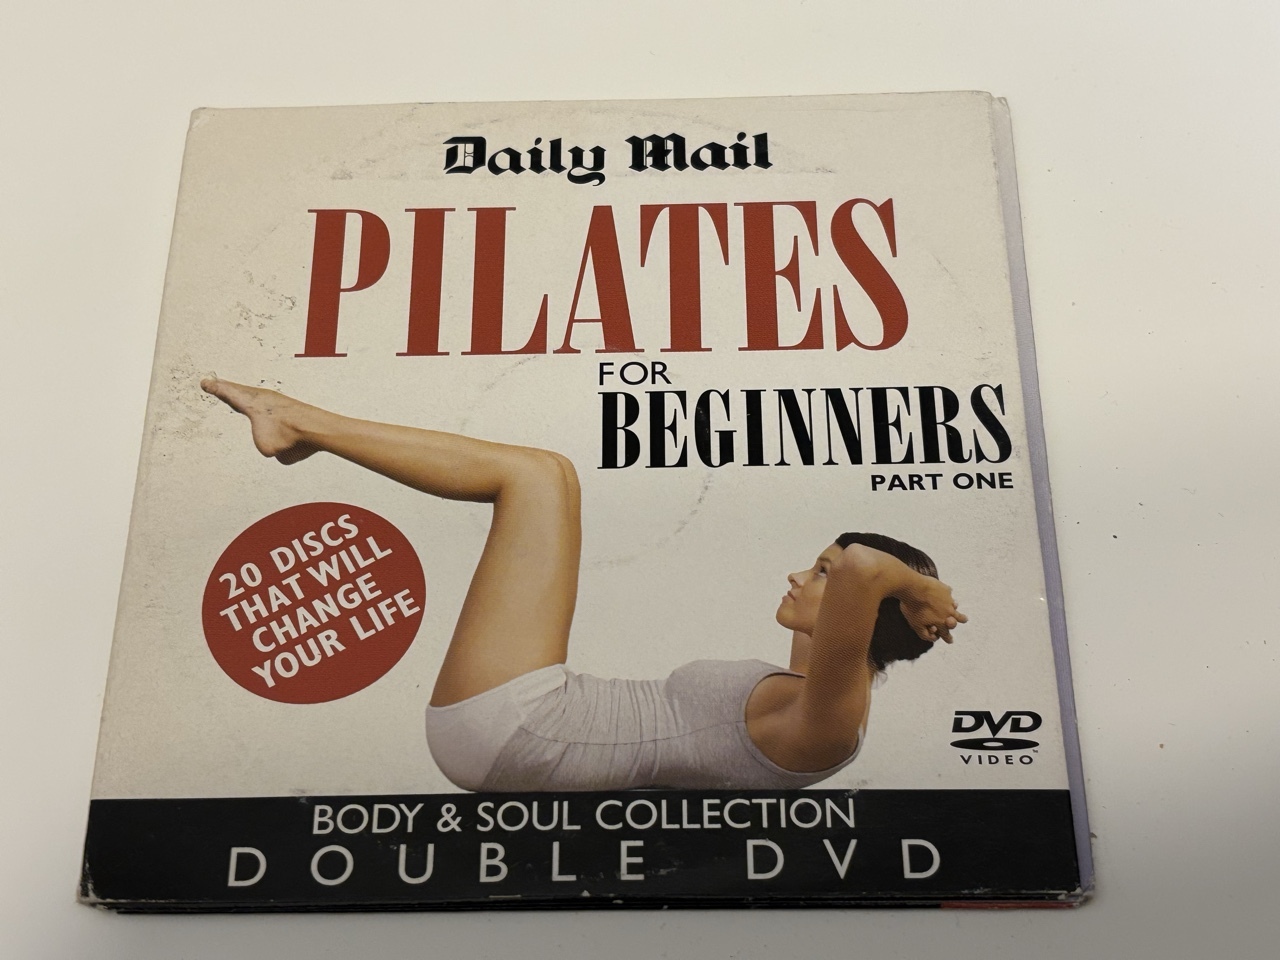 Daily Mail
PILATES
FOR
BEGINNERS
PART ONE
20 DISCS
THAT WILL
CHANGE
YOUR LIFE
DVD
VIDEO™
BODY & SOUL COLLECTION
DOUBLE DVD